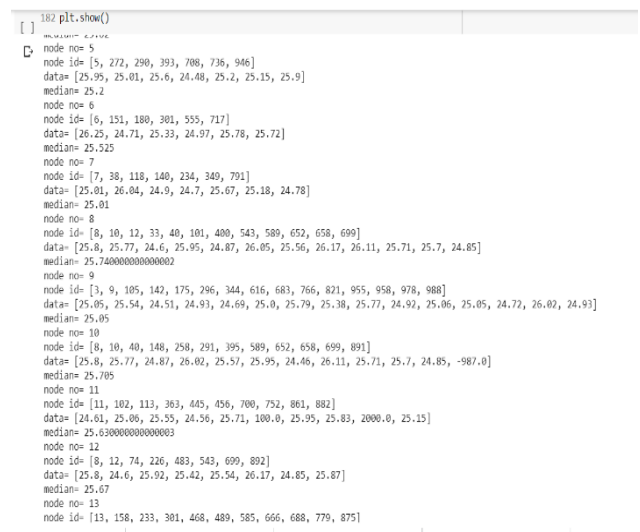 182 plt.show()
[ ]
node no= 5
node id= [5, 272, 290, 393, 708, 736, 946]
data= [25.95, 25.01, 25.6, 24.48, 25.2, 25.15, 25.9]
median= 25.2
node no= 6
node id= [6, 151, 180, 301, 555, 717]
data= [26.25, 24.71, 25.33, 24.97, 25.78, 25.72]
median= 25.525
node no= 7
node id= [7, 38, 118, 140, 234, 349, 791]
data= [25.01, 26.04, 24.9, 24.7, 25.67, 25.18, 24.78]
median= 25.01
node no= 8
node id= [8, 10, 12, 33, 40, 101, 400, 543, 589, 652, 658, 699]
data= [25.8, 25.77, 24.6, 25.95, 24.87, 26.05, 25.56, 26.17, 26.11, 25.71, 25.7, 24.85]
median= 25.740000000000002
node no= 9
node id= [3, 9, 105, 142, 175, 296, 344, 616, 683, 766, 821, 955, 958, 978, 988]
data= [25.05, 25.54, 24.51, 24.93, 24.69, 25.0, 25.79, 25.38, 25.77, 24.92, 25.06, 25.05, 24.72, 26.02, 24.93]
median= 25.05
node no= 10
node id= [8, 10, 40, 148, 258, 291, 395, 589, 652, 658, 699, 891]
data= [25.8, 25.77, 24.87, 26.02, 25.57, 25.95, 24.46, 26.11, 25.71, 25.7, 24.85, -987.0]
median= 25.705
node no= 11
node id= [11, 102, 113, 363, 445, 456, 700, 752, 861, 882]
data= [24.61, 25.06, 25.55, 24.56, 25.71, 100.0, 25.95, 25.83, 2000.0, 25.15]
median= 25.630000000000003
node no= 12
node id= [8, 12, 74, 226, 483, 543, 699, 892]
data= [25.8, 24.6, 25.92, 25.42, 25.54, 26.17, 24.85, 25.87]
median= 25.67
node no= 13
node id= [13, 158, 233, 301, 468, 489, 585, 666, 688, 779, 875]